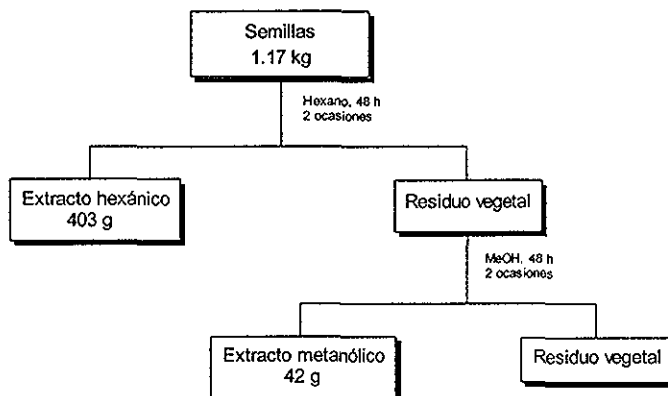 Semillas
1.17 kg
Hexano, 48 h
2 ocasiones
Extracto hexánico
403 g
Residuo vegetal
MeOH, 48 h
2 ocasiones
Extracto metanólico
42 g
Residuo vegetal